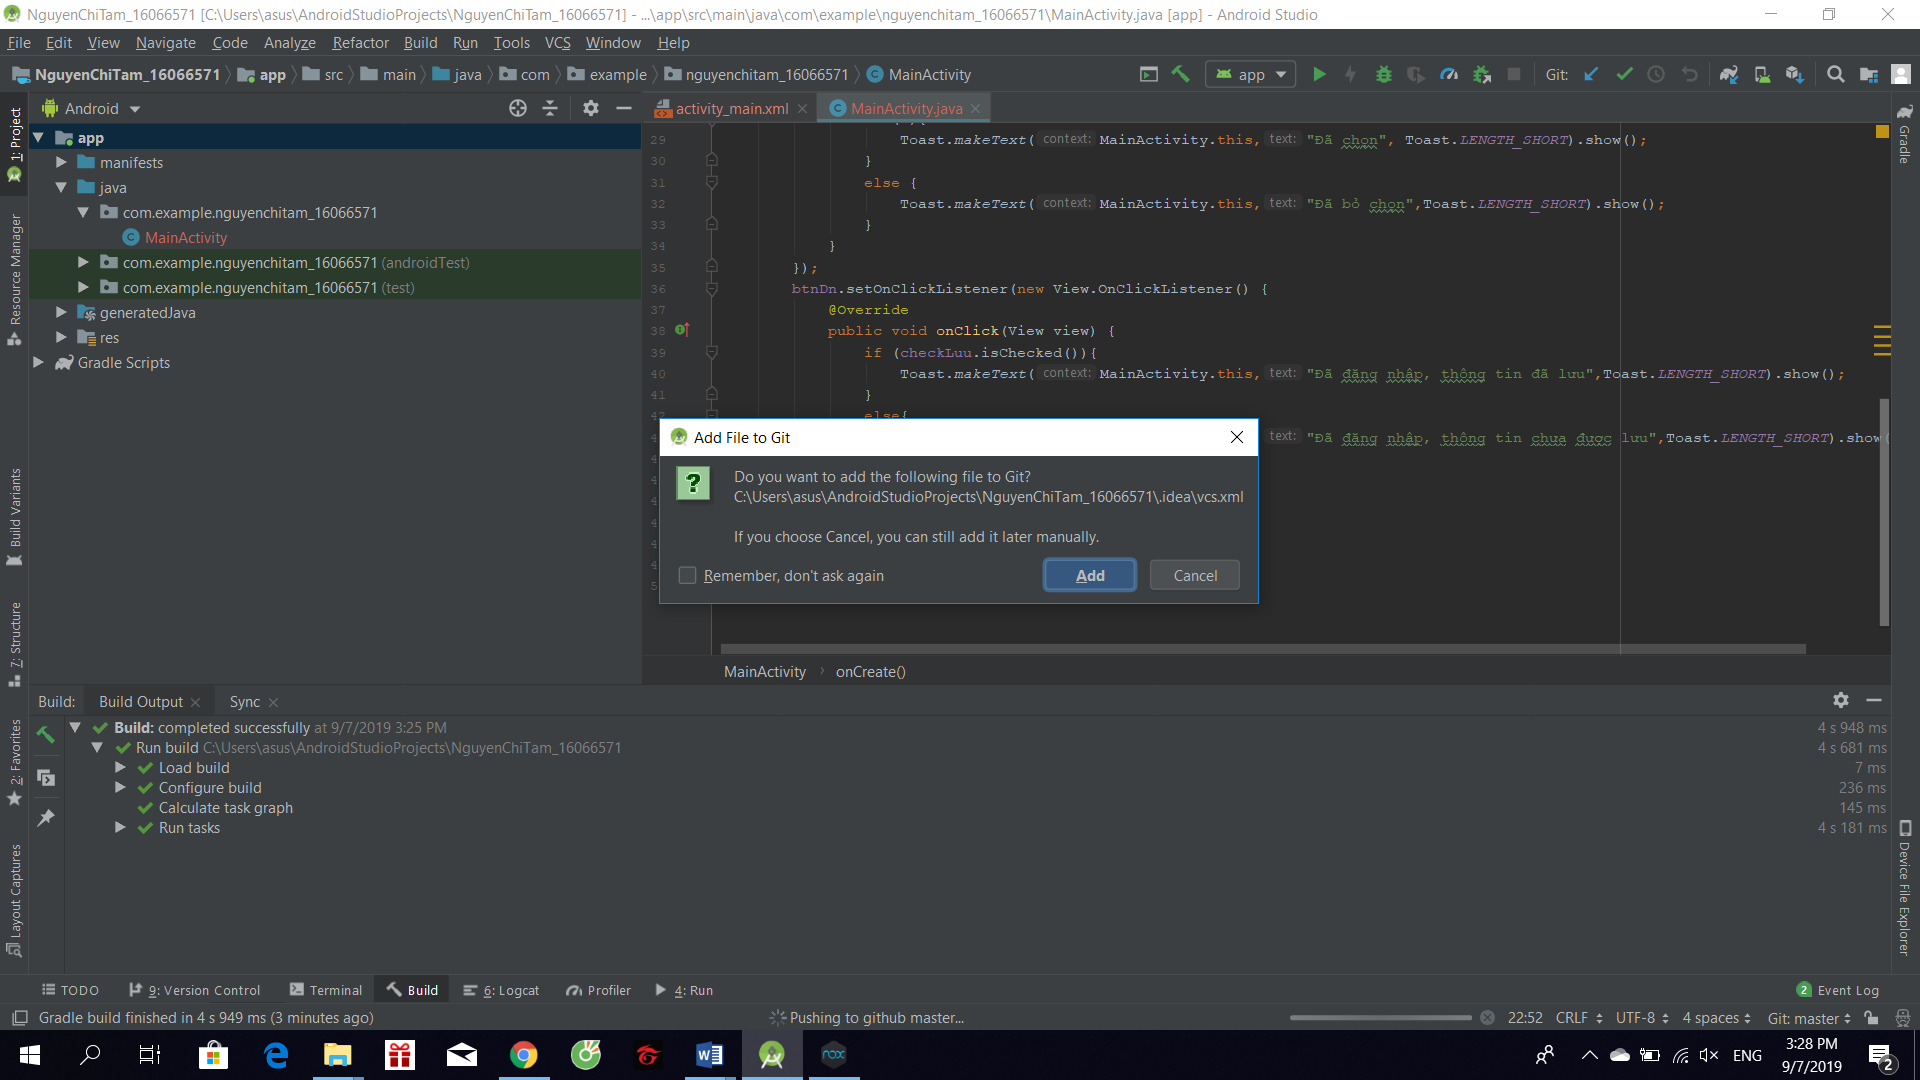 NguyenChiTam_16066571 [C:\Users\asus\AndroidStudioProjects\NguyenChiTam_16066571] - ...\app\src\main\java\com\example\nguyenchitam_16066571\MainActivity.java [app] - Android Studio
File Edit View Navigate Code Analyze Refactor Build Run Tools VCS Window Help
NguyenChiTam_16066571 app src main java com example nguyenchitam_16066571 MainActivity
app
Git:
Android
activity_main.xml
MainActivity.java
1: Project
Resource Manager
Build Variants
7: Structure
2: Favorites
Layout Captures
app
manifests
java
com.example.nguyenchitam_16066571
MainActivity
com.example.nguyenchitam_16066571 (androidTest)
com.example.nguyenchitam_16066571 (test)
generatedJava
res
Gradle Scripts
29 Toast.makeText( context: MainActivity.this, text: "Đã chọn", Toast.LENGTH_SHORT).show();
30 }
31 else {
32 Toast.makeText( context: MainActivity.this, text: "Đã bỏ chọn",Toast.LENGTH_SHORT).show();
33 }
34 }
35 });
36 btnDn.setOnClickListener(new View.OnClickListener() {
37 @Override
38 public void onClick(View view) {
39 if (checkLuu.isChecked()){
40 Toast.makeText( context: MainActivity.this, text: "Đã đăng nhập, thông tin đã lưu",Toast.LENGTH_SHORT).show();
41 }
42 else{
text: "Đã đăng nhập, thông tin chưa được lưu",Toast.LENGTH_SHORT).show(
Add File to Git
Do you want to add the following file to Git?
C:\Users\asus\AndroidStudioProjects\NguyenChiTam_16066571\.idea\vcs.xml
If you choose Cancel, you can still add it later manually.
Remember, don't ask again
Add
Cancel
MainActivity › onCreate()
Gradle
Device File Explorer
Build: Build Output Sync
Build: completed successfully at 9/7/2019 3:25 PM 4 s 948 ms
Run build C:\Users\asus\AndroidStudioProjects\NguyenChiTam_16066571 4 s 681 ms
Load build 7 ms
Configure build 236 ms
Calculate task graph 145 ms
Run tasks 4 s 181 ms
TODO 9: Version Control Terminal Build 6: Logcat Profiler 4: Run 2 Event Log
Gradle build finished in 4 s 949 ms (3 minutes ago) Pushing to github master... 22:52 CRLF UTF-8 4 spaces Git: master
nox
ENG
3:28 PM
9/7/2019
2